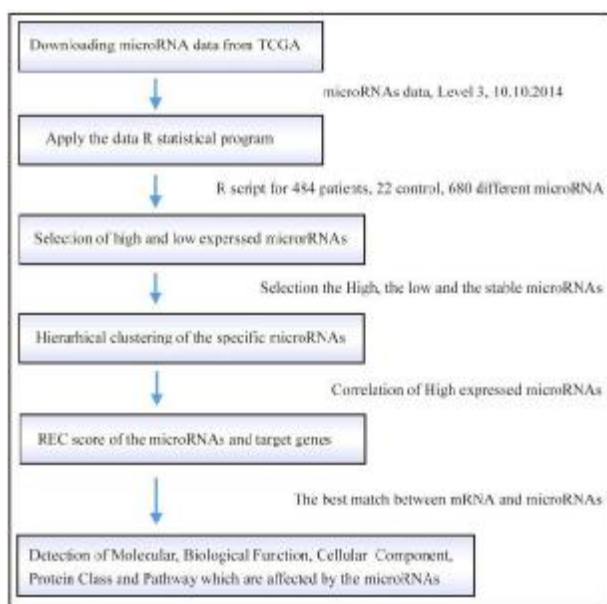 Downloading microRNA data from TCGA
microRNAs data, Level 3, 10.10.2014
Apply the data R statistical program
R script for 484 patients, 22 control, 680 different microRNA
Selection of high and low experssed microrRNAs
Selection the High, the low and the stable microRNAs
Hierarhical clustering of the specific microRNAs
Correlation of High expressed microRNAs
REC score of the microRNAs and target genes
The best match between mRNA and microRNAs
Detection of Molecular, Biological Function, Cellular Component,
Protein Class and Pathway which are affected by the microRNAs